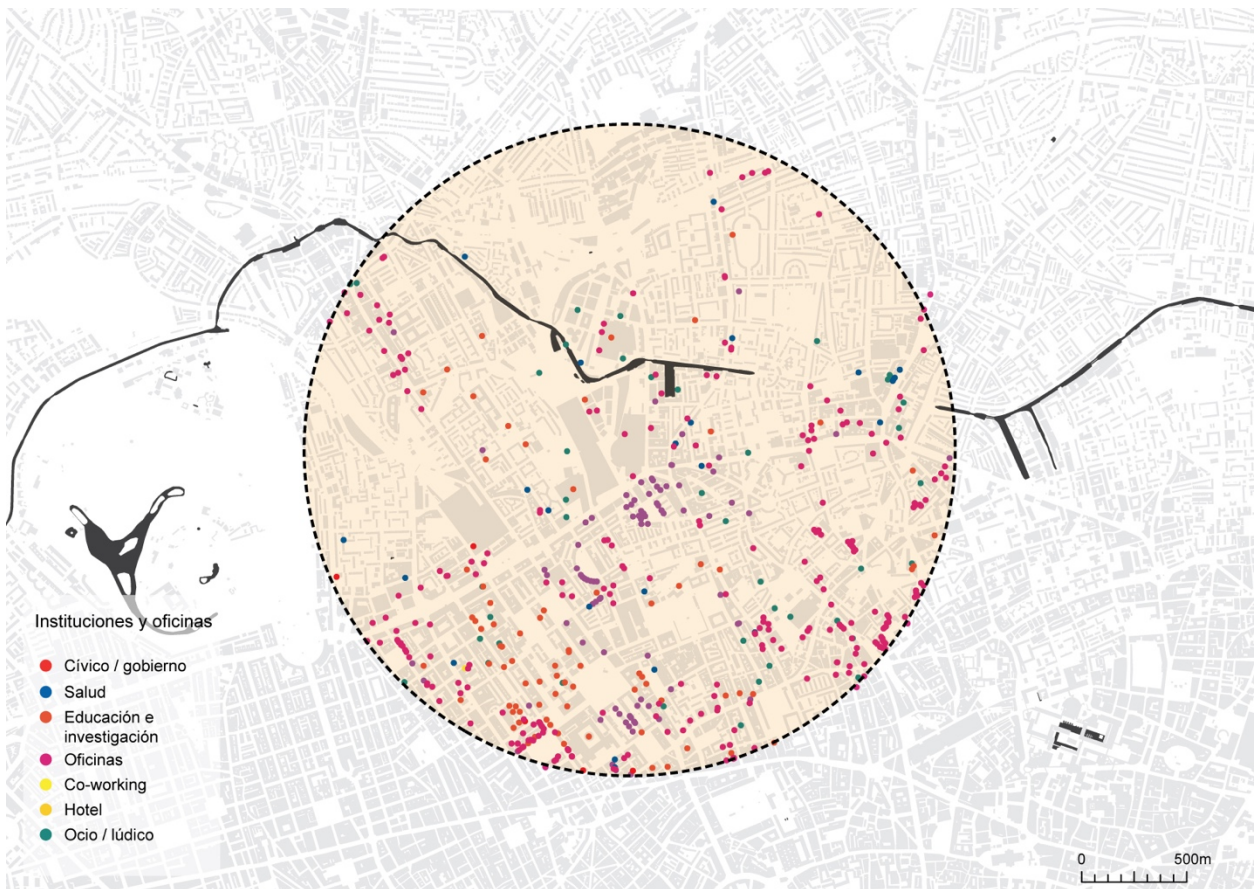 Instituciones y oficinas
Cívico / gobierno
Salud
Educación e
investigación
Oficinas
Co-working
Hotel
Ocio / lúdico
0 500m